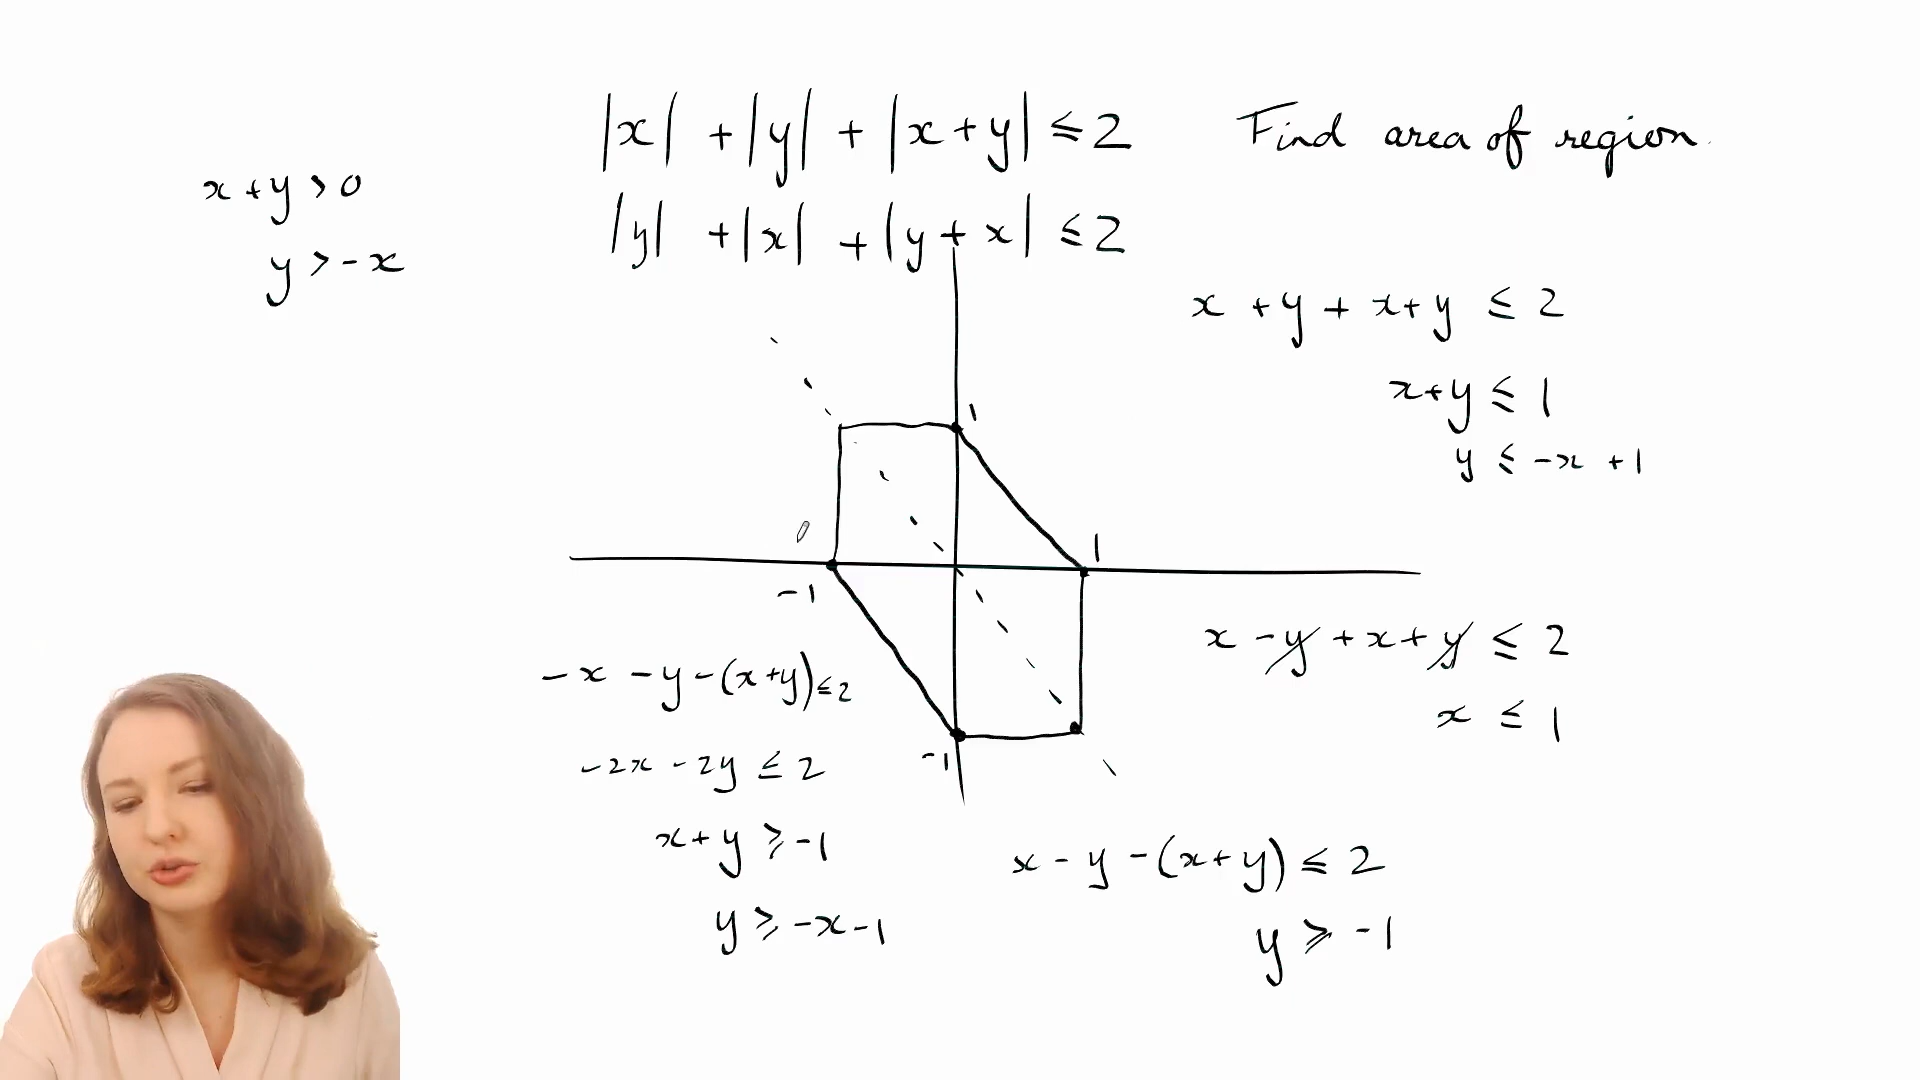 |x| + |y| + |x+y| ≤ 2
Find area of region.
|y| + |x| + |y + x| ≤ 2
x + y > 0
y > -x
x + y + x + y ≤ 2
x + y ≤ 1
y ≤ -x + 1
1
1
-1
-1
x - y + x + y ≤ 2
x ≤ 1
-x - y - (x+y) ≤ 2
-2x - 2y ≤ 2
x + y ≥ -1
y ≥ -x - 1
x - y - (x+y) ≤ 2
y ≥ -1